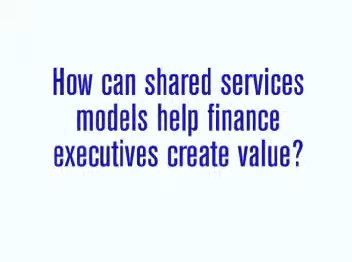 How can shared services
models help finance
executives create value?